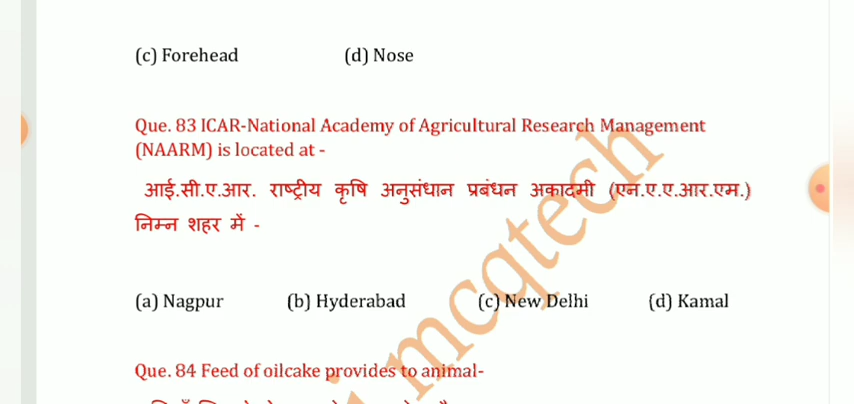 (c) Forehead (d) Nose
Que. 83 ICAR-National Academy of Agricultural Research Management
(NAARM) is located at -
आई.सी.ए.आर. राष्ट्रीय कृषि अनुसंधान प्रबंधन अकादमी (एन.ए.ए.आर.एम.)
निम्न शहर में -
(a) Nagpur (b) Hyderabad (c) New Delhi (d) Kamal
Que. 84 Feed of oilcake provides to animal-
mcqtech